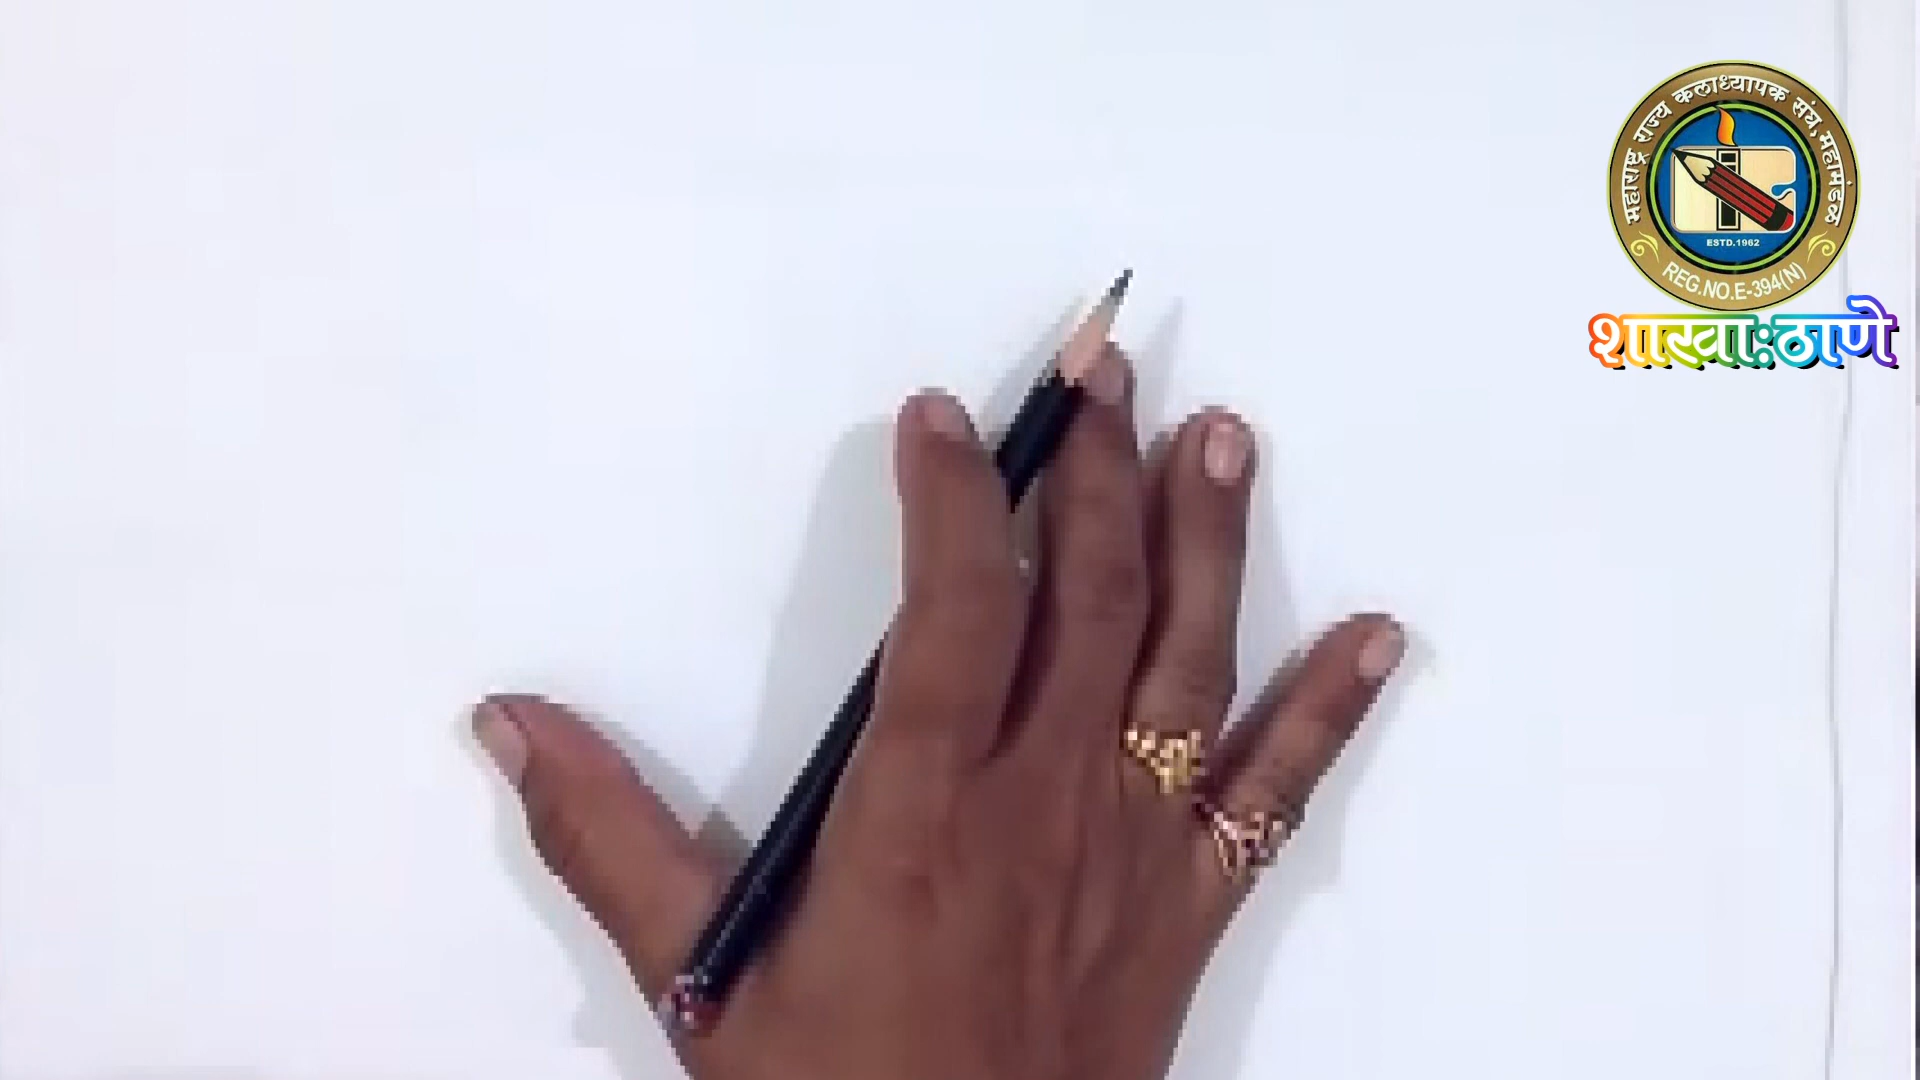 महाराष्ट्र राज्य कलाध्यापक संघ, महामंडळ
ESTD.1962
REG.NO.E-394(N)
शाखाःठाणे